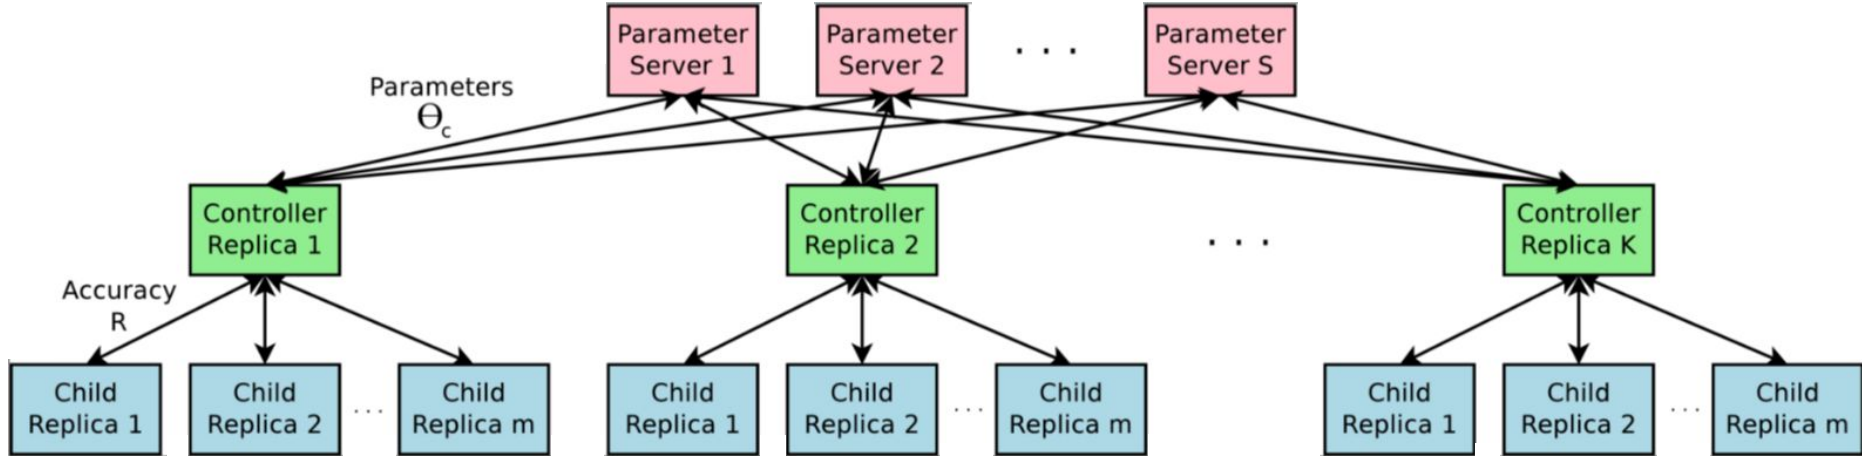 Parameter
Server 1
Parameter
Server 2
. . .
Parameter
Server S
Parameters
Θc
Controller
Replica 1
Controller
Replica 2
. . .
Controller
Replica K
Accuracy
R
Child
Replica 1
Child
Replica 2
. . .
Child
Replica m
Child
Replica 1
Child
Replica 2
. . .
Child
Replica m
Child
Replica 1
Child
Replica 2
. . .
Child
Replica m